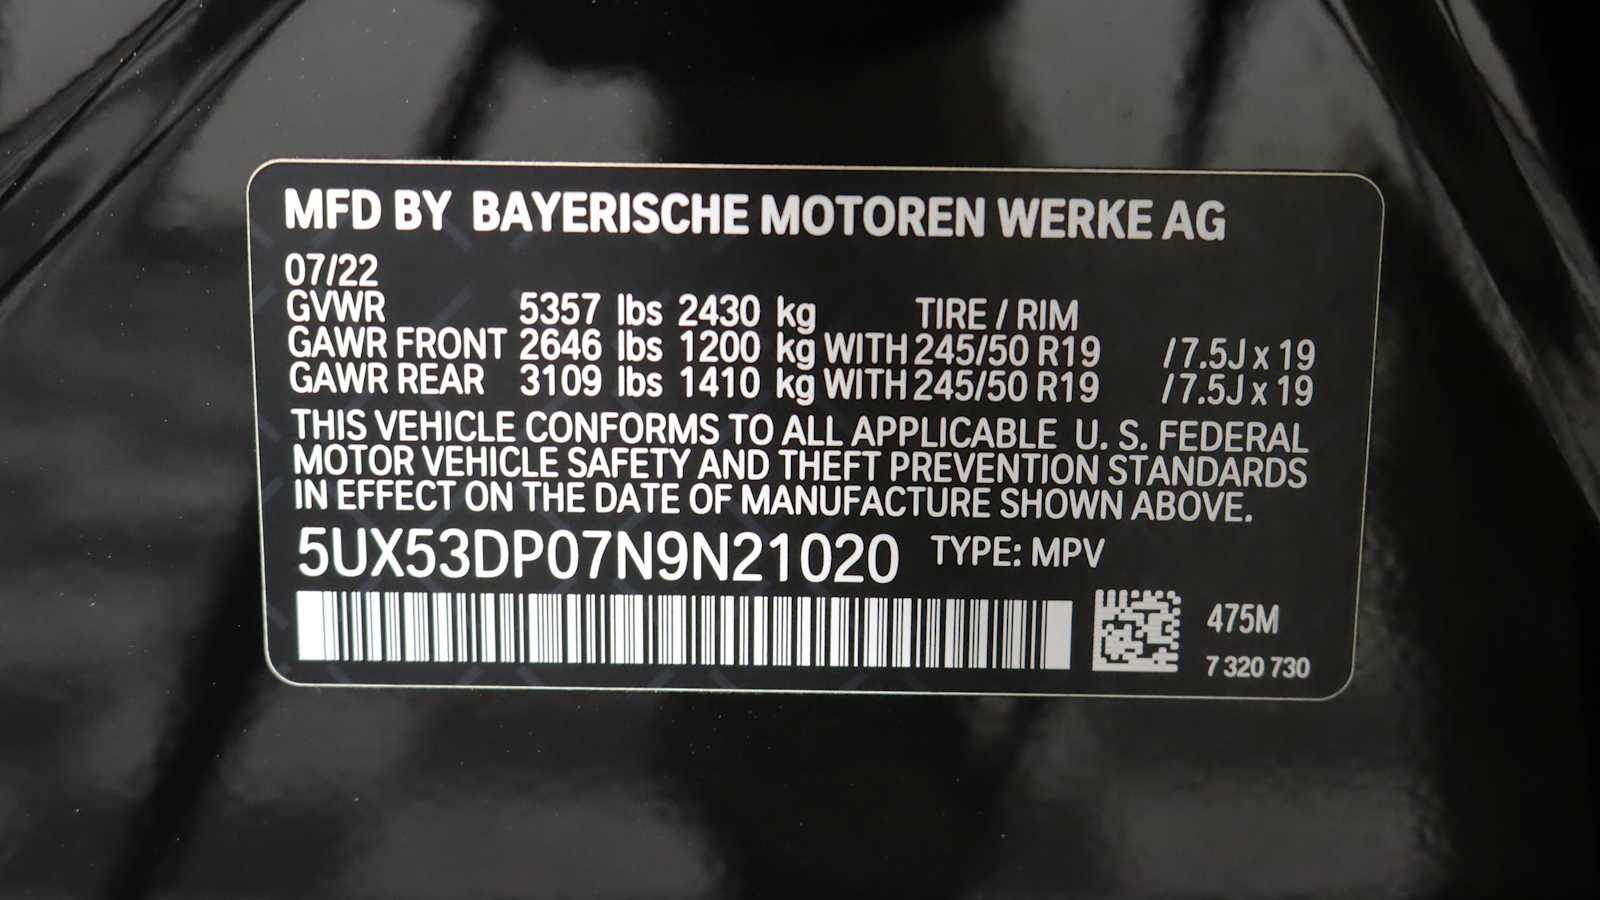 MFD BY BAYERISCHE MOTOREN WERKE AG
07/22
GVWR 5357 lbs 2430 kg TIRE / RIM
GAWR FRONT 2646 lbs 1200 kg WITH 245/50 R19 / 7.5J x 19
GAWR REAR 3109 lbs 1410 kg WITH 245/50 R19 / 7.5J x 19
THIS VEHICLE CONFORMS TO ALL APPLICABLE U. S. FEDERAL
MOTOR VEHICLE SAFETY AND THEFT PREVENTION STANDARDS
IN EFFECT ON THE DATE OF MANUFACTURE SHOWN ABOVE.
5UX53DP07N9N21020 TYPE: MPV
475M
7 320 730